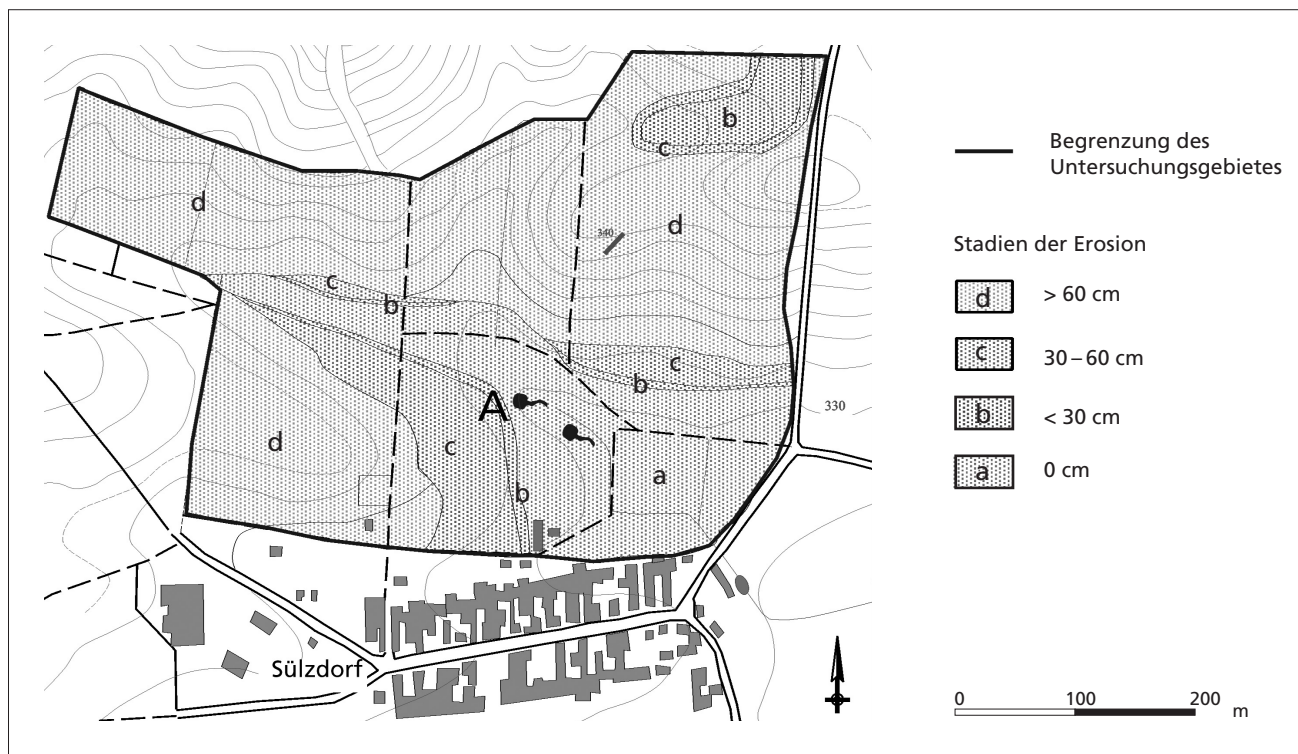 b
c
d
340
d
c
b
c
b
330
A
d
c
b
a
Sülzdorf
Begrenzung des
Untersuchungsgebietes
Stadien der Erosion
d > 60 cm
c 30 – 60 cm
b < 30 cm
a 0 cm
0 100 200 m